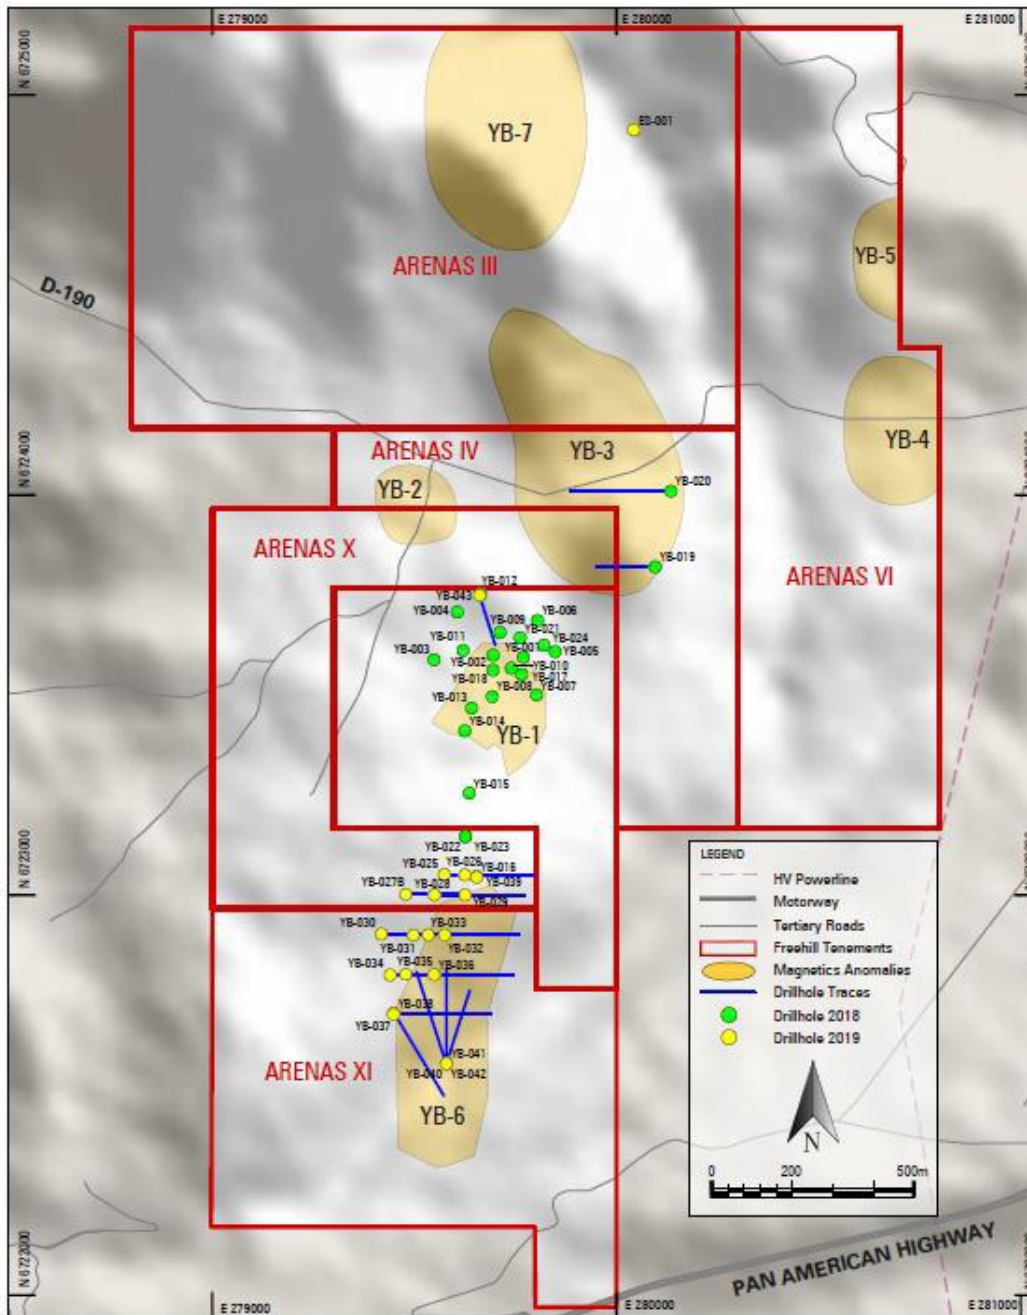 E 279000
E 280000
E 281000
N 6725000
ES-001
YB-7
YB-5
ARENAS III
D-190
YB-4
YB-3
ARENAS IV
N 6724000
YB-2
YB-020
ARENAS X
YB-019
ARENAS VI
YB-012
YB-043
YB-004
YB-006
YB-009
YB-021
YB-024
YB-011
YB-001
YB-005
YB-003
YB-002
YB-010
YB-018
YB-017
YB-008
YB-007
YB-013
YB-014
YB-1
YB-015
N 6723000
YB-022
YB-023
YB-025
YB-026
YB-016
YB-027B
YB-028
YB-039
YB-029
YB-030
YB-033
YB-031
YB-032
YB-034
YB-035
YB-036
YB-038
YB-037
YB-041
YB-040
YB-042
ARENAS XI
YB-6
LEGEND
HV Powerline
Motorway
Tertiary Roads
Freehill Tenements
Magnetics Anomalies
Drillhole Traces
Drillhole 2018
Drillhole 2019
N
0 200 500m
PAN AMERICAN HIGHWAY
N 6722000
E 279000
E 280000
E 281000